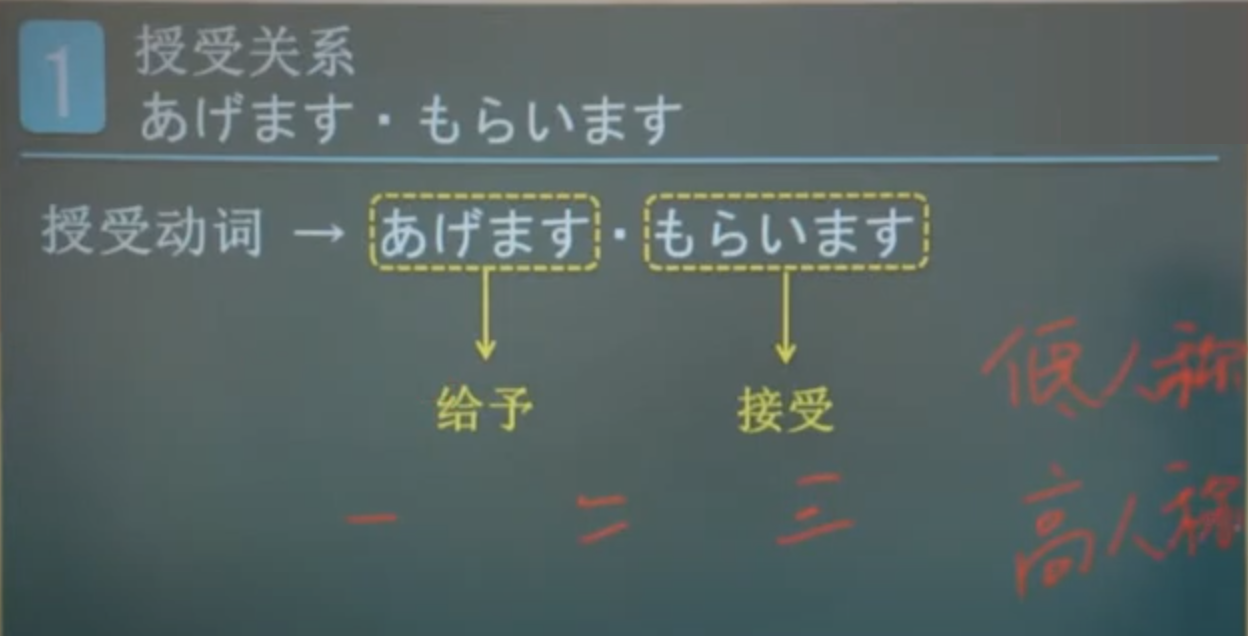 1
授受关系
あげます・もらいます
授受动词 → あげます・もらいます
给予 接受
低人称
一 二 三
高人称